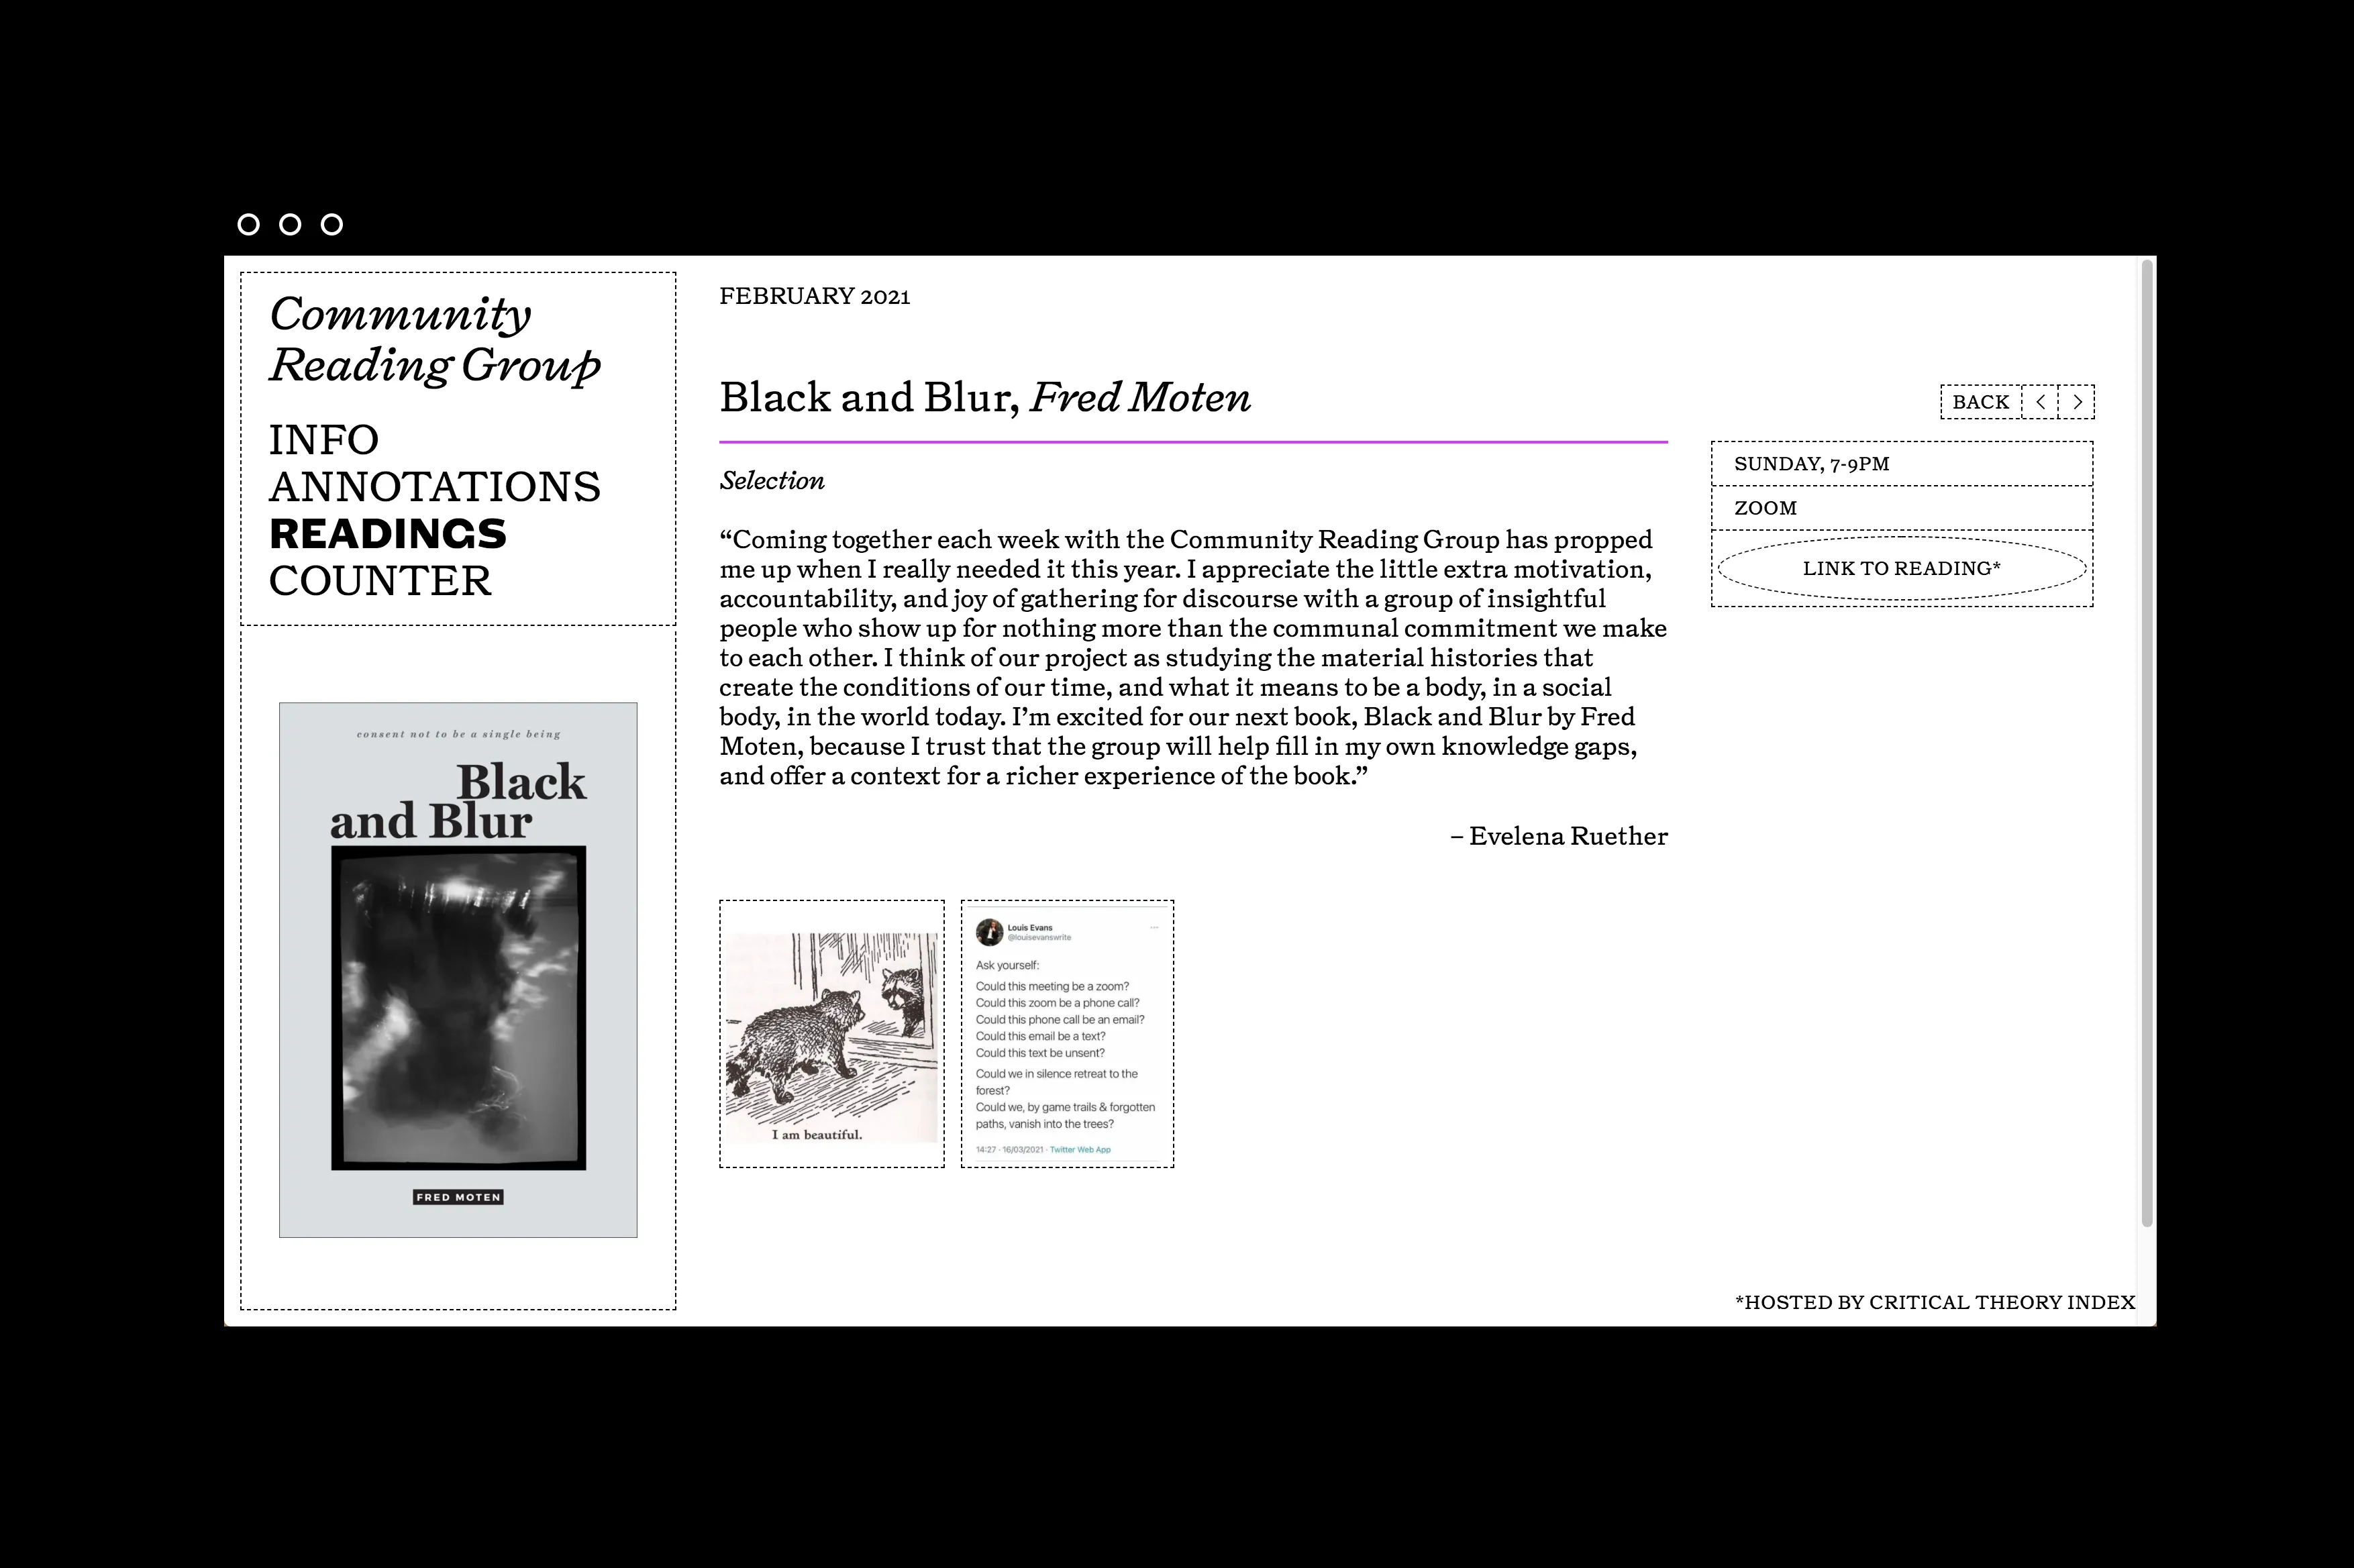 Community
Reading Group
INFO
ANNOTATIONS
READINGS
COUNTER
consent not to be a single being
Black
and Blur
FRED MOTEN
FEBRUARY 2021
Black and Blur, Fred Moten
Selection
“Coming together each week with the Community Reading Group has propped
me up when I really needed it this year. I appreciate the little extra motivation,
accountability, and joy of gathering for discourse with a group of insightful
people who show up for nothing more than the communal commitment we make
to each other. I think of our project as studying the material histories that
create the conditions of our time, and what it means to be a body, in a social
body, in the world today. I’m excited for our next book, Black and Blur by Fred
Moten, because I trust that the group will help fill in my own knowledge gaps,
and offer a context for a richer experience of the book.”
– Evelena Ruether
I am beautiful.
Louis Evans
@louisevanswrite
Ask yourself:
Could this meeting be a zoom?
Could this zoom be a phone call?
Could this phone call be an email?
Could this email be a text?
Could this text be unsent?
Could we in silence retreat to the
forest?
Could we, by game trails & forgotten
paths, vanish into the trees?
14:27 · 16/03/2021 · Twitter Web App
BACK < >
SUNDAY, 7-9PM
ZOOM
LINK TO READING*
*HOSTED BY CRITICAL THEORY INDEX